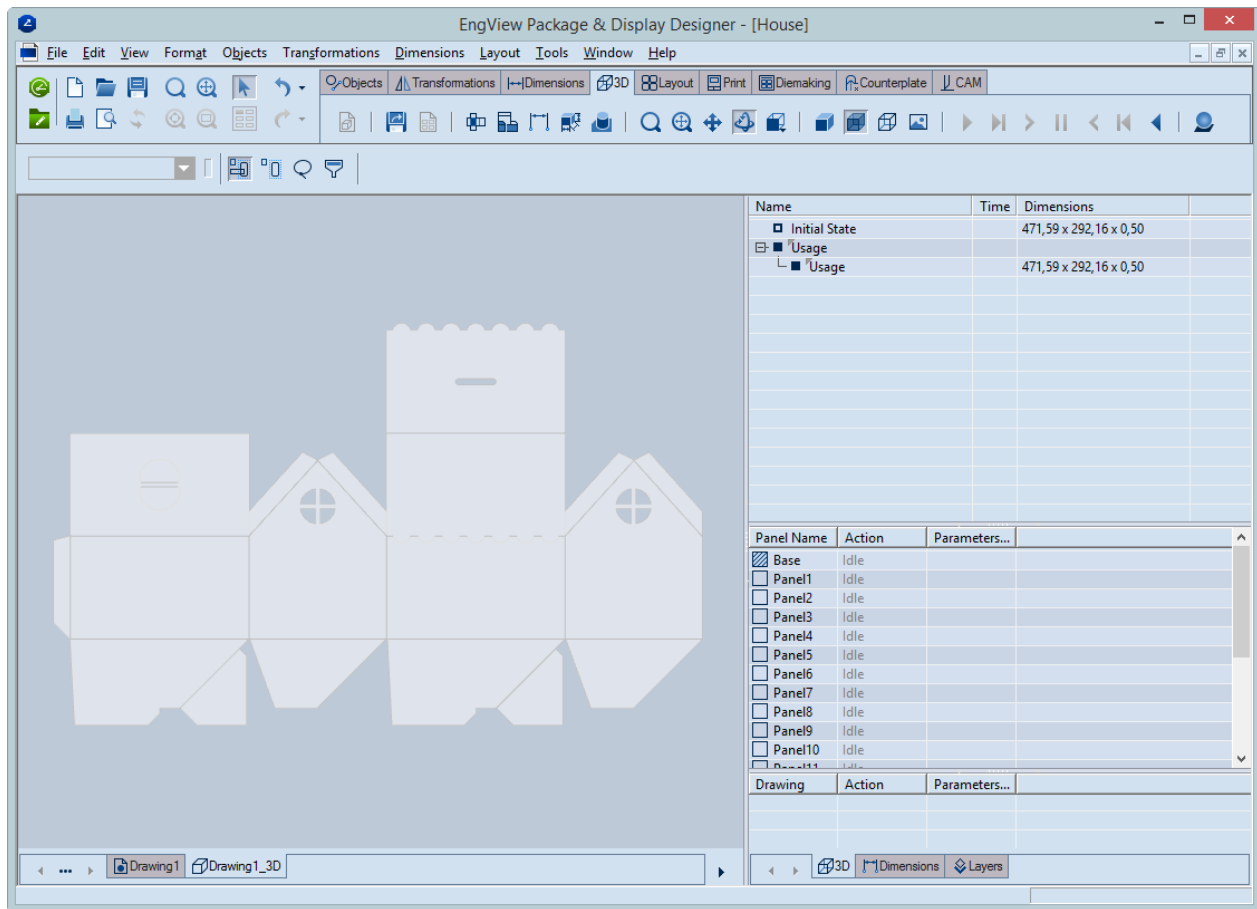 EngView Package & Display Designer - [House]
File Edit View Format Objects Transformations Dimensions Layout Tools Window Help
Objects Transformations Dimensions 3D Layout Print Diemaking Counterplate CAM
Name Time Dimensions
Initial State 471,59 x 292,16 x 0,50
Usage
Usage 471,59 x 292,16 x 0,50
Panel Name Action Parameters...
Base Idle
Panel1 Idle
Panel2 Idle
Panel3 Idle
Panel4 Idle
Panel5 Idle
Panel6 Idle
Panel7 Idle
Panel8 Idle
Panel9 Idle
Panel10 Idle
Panel11 Idle
Drawing Action Parameters...
Drawing1 Drawing1_3D
3D Dimensions Layers